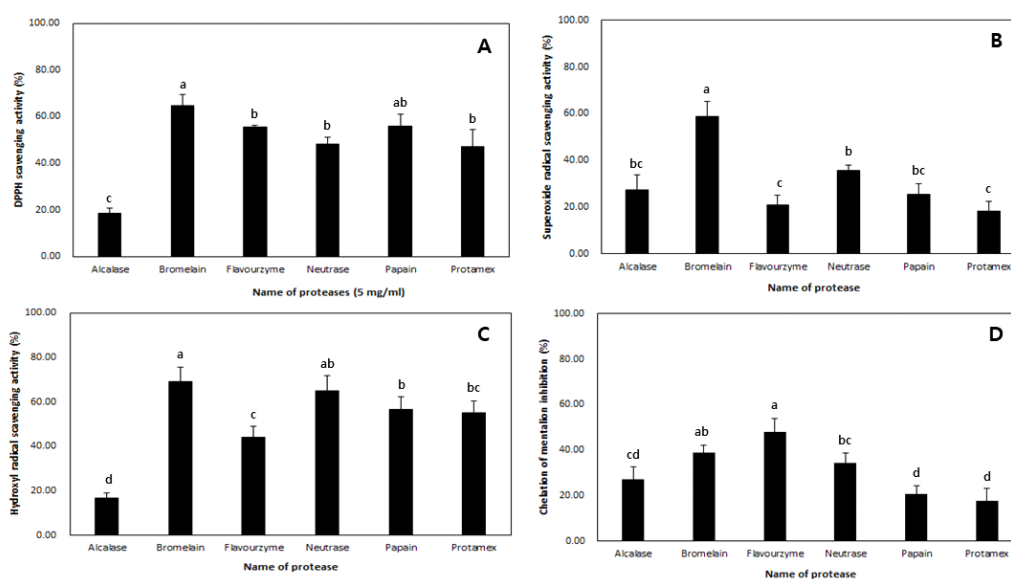 100.00
A
80.00
a
DPPH scavenging activity (%)
60.00
b
b
ab
b
40.00
20.00
c
0.00
Alcalase Bromelain Flavourzyme Neutrase Papain Protamex
Name of proteases (5 mg/ml)
100.00
B
80.00
a
Superoxide radical scavenging activity (%)
60.00
40.00
bc
c
b
bc
c
20.00
0.00
Alcalase Bromelain Flavourzyme Neutrase Papain Protamex
Name of protease
100.00
C
80.00
a
ab
Hydroxyl radical scavenging activity (%)
60.00
b
bc
c
40.00
20.00
d
0.00
Alcalase Bromelain Flavourzyme Neutrase Papain Protamex
Name of protease
100.00
D
80.00
Chelation of mentalion inhibition (%)
60.00
a
ab
bc
40.00
cd
d
d
20.00
0.00
Alcalase Bromelain Flavourzyme Neutrase Papain Protamex
Name of protease